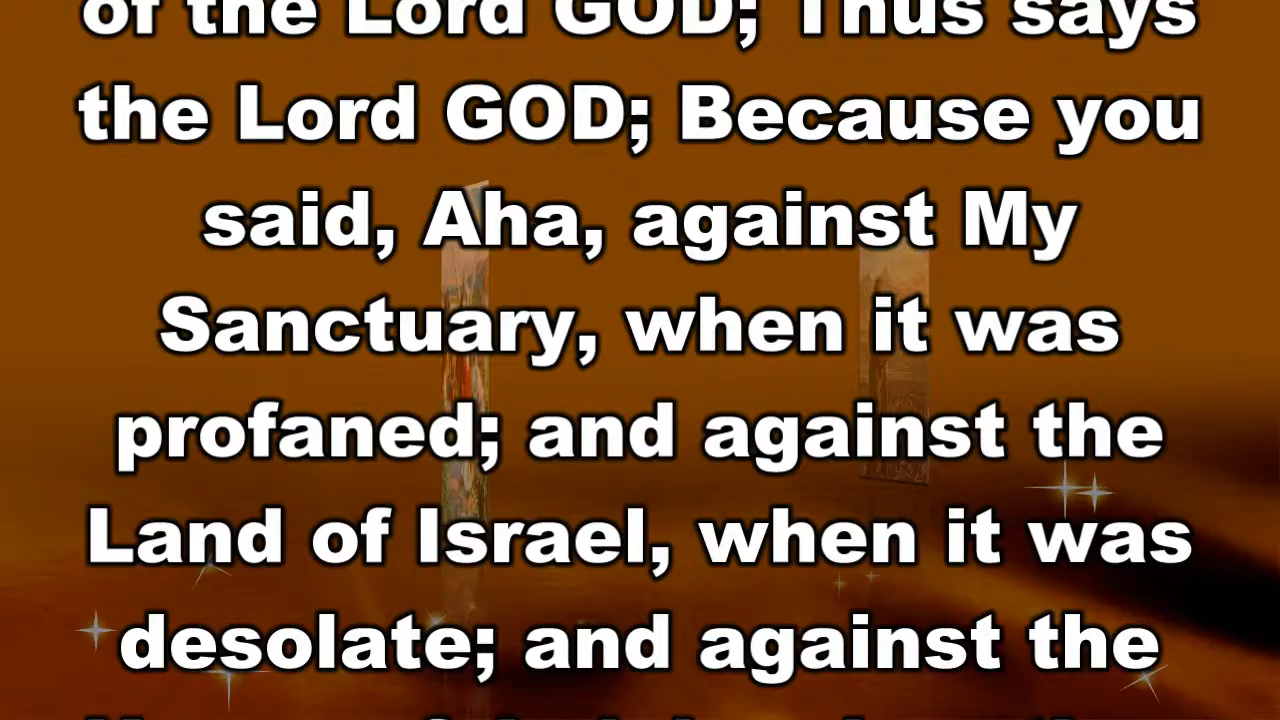 of the Lord GOD; Thus says
the Lord GOD; Because you
said, Aha, against My
Sanctuary, when it was
profaned; and against the
Land of Israel, when it was
desolate; and against the